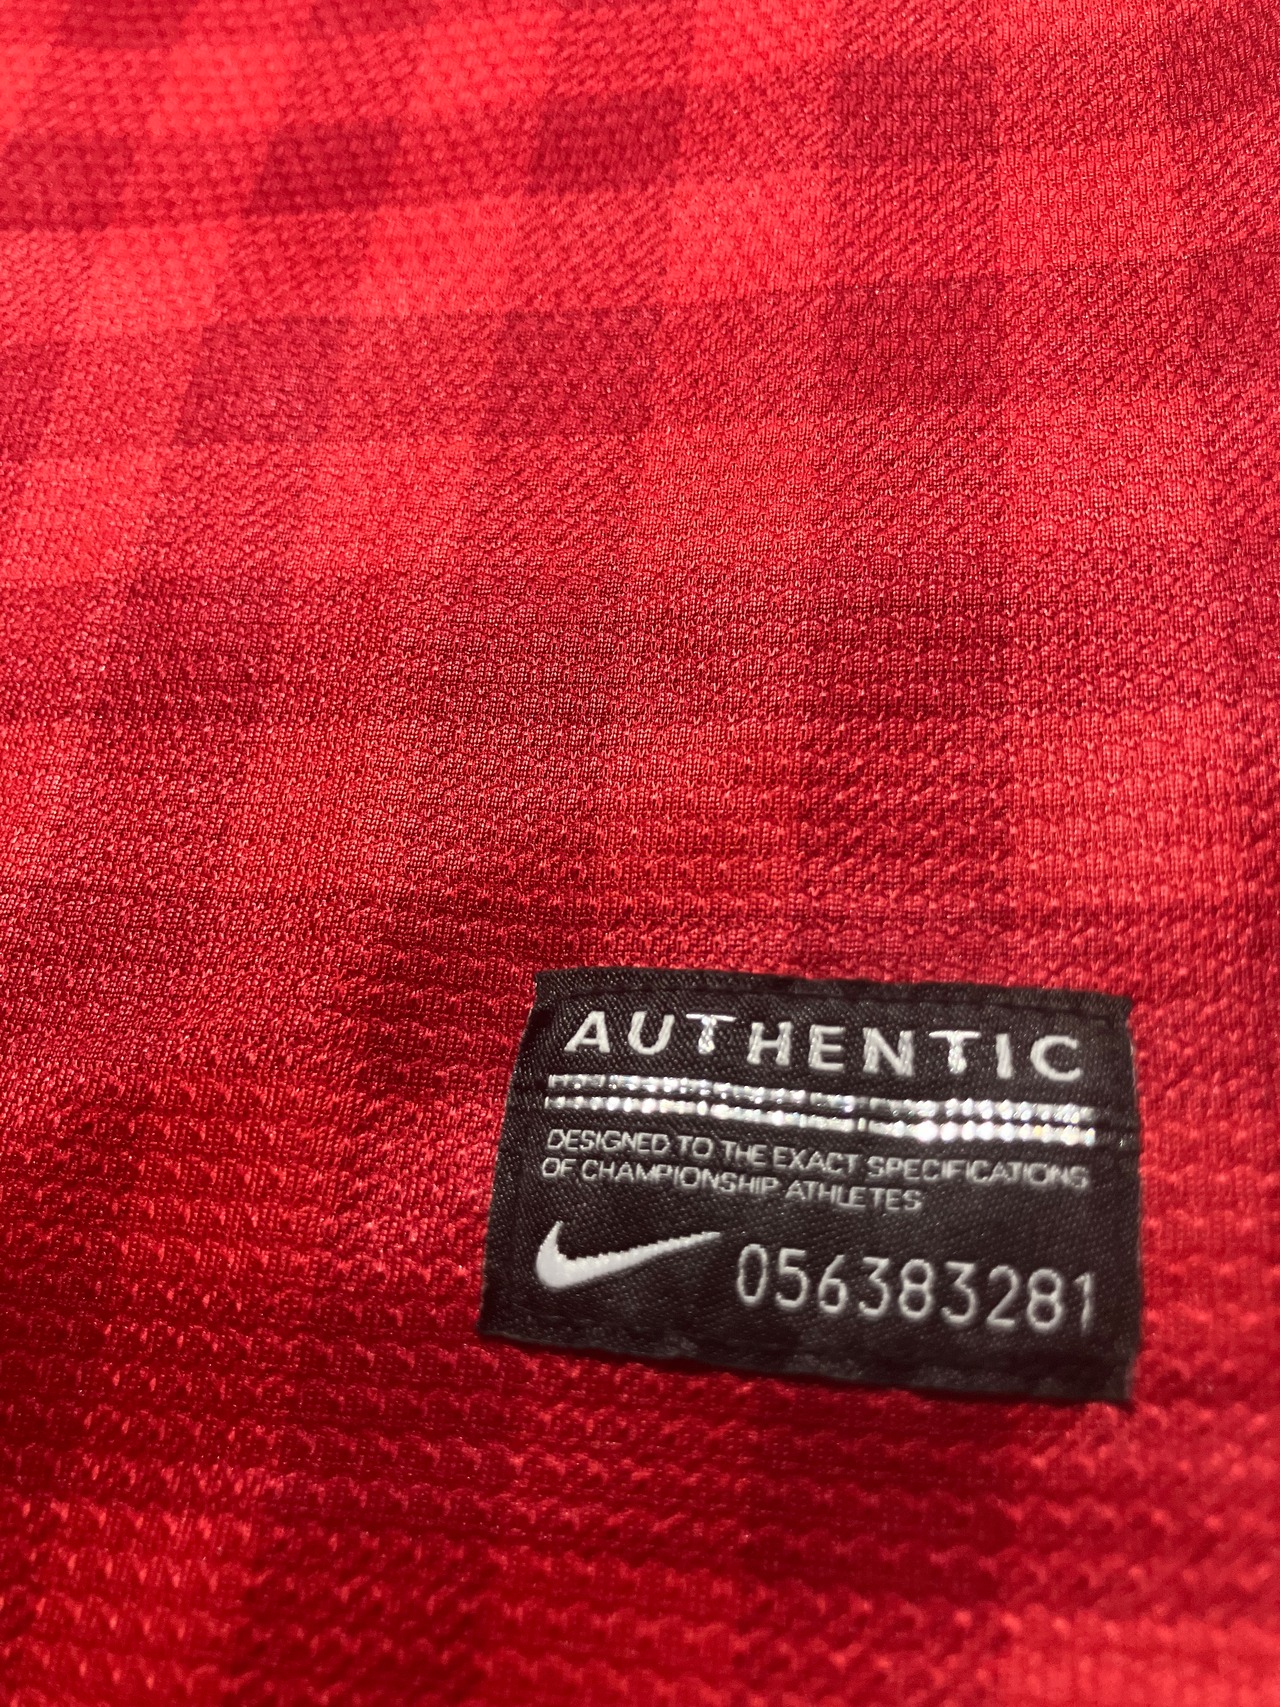 AUTHENTIC
DESIGNED TO THE EXACT SPECIFICATIONS
OF CHAMPIONSHIP ATHLETES
056383281